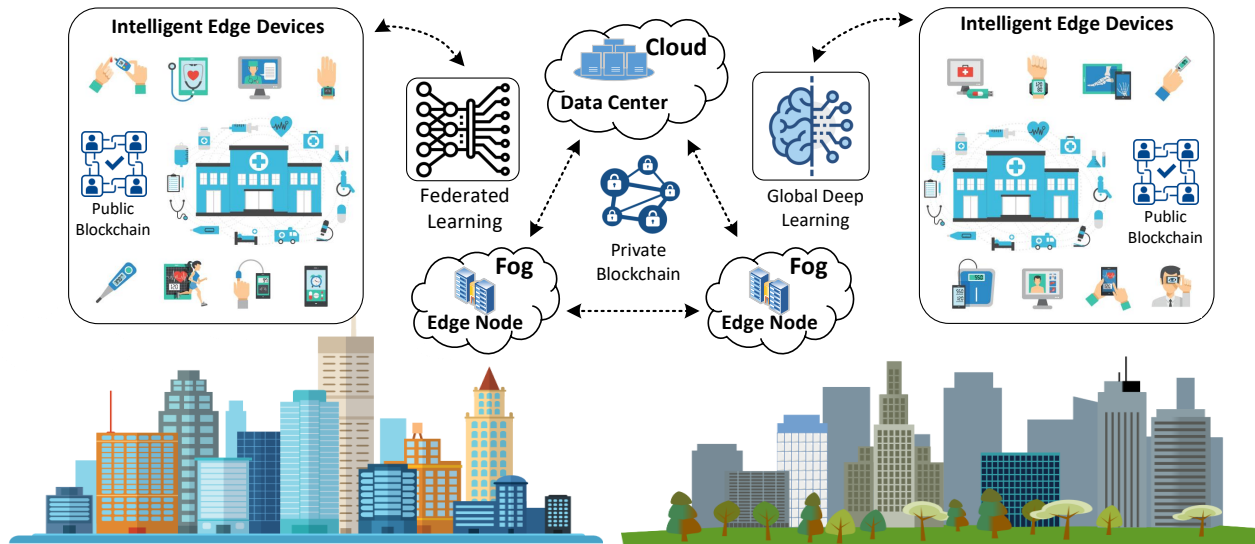 Intelligent Edge Devices
Public
Blockchain
Federated
Learning
Cloud
Data Center
Private
Blockchain
Global Deep
Learning
Fog
Edge Node
Fog
Edge Node
Intelligent Edge Devices
Public
Blockchain